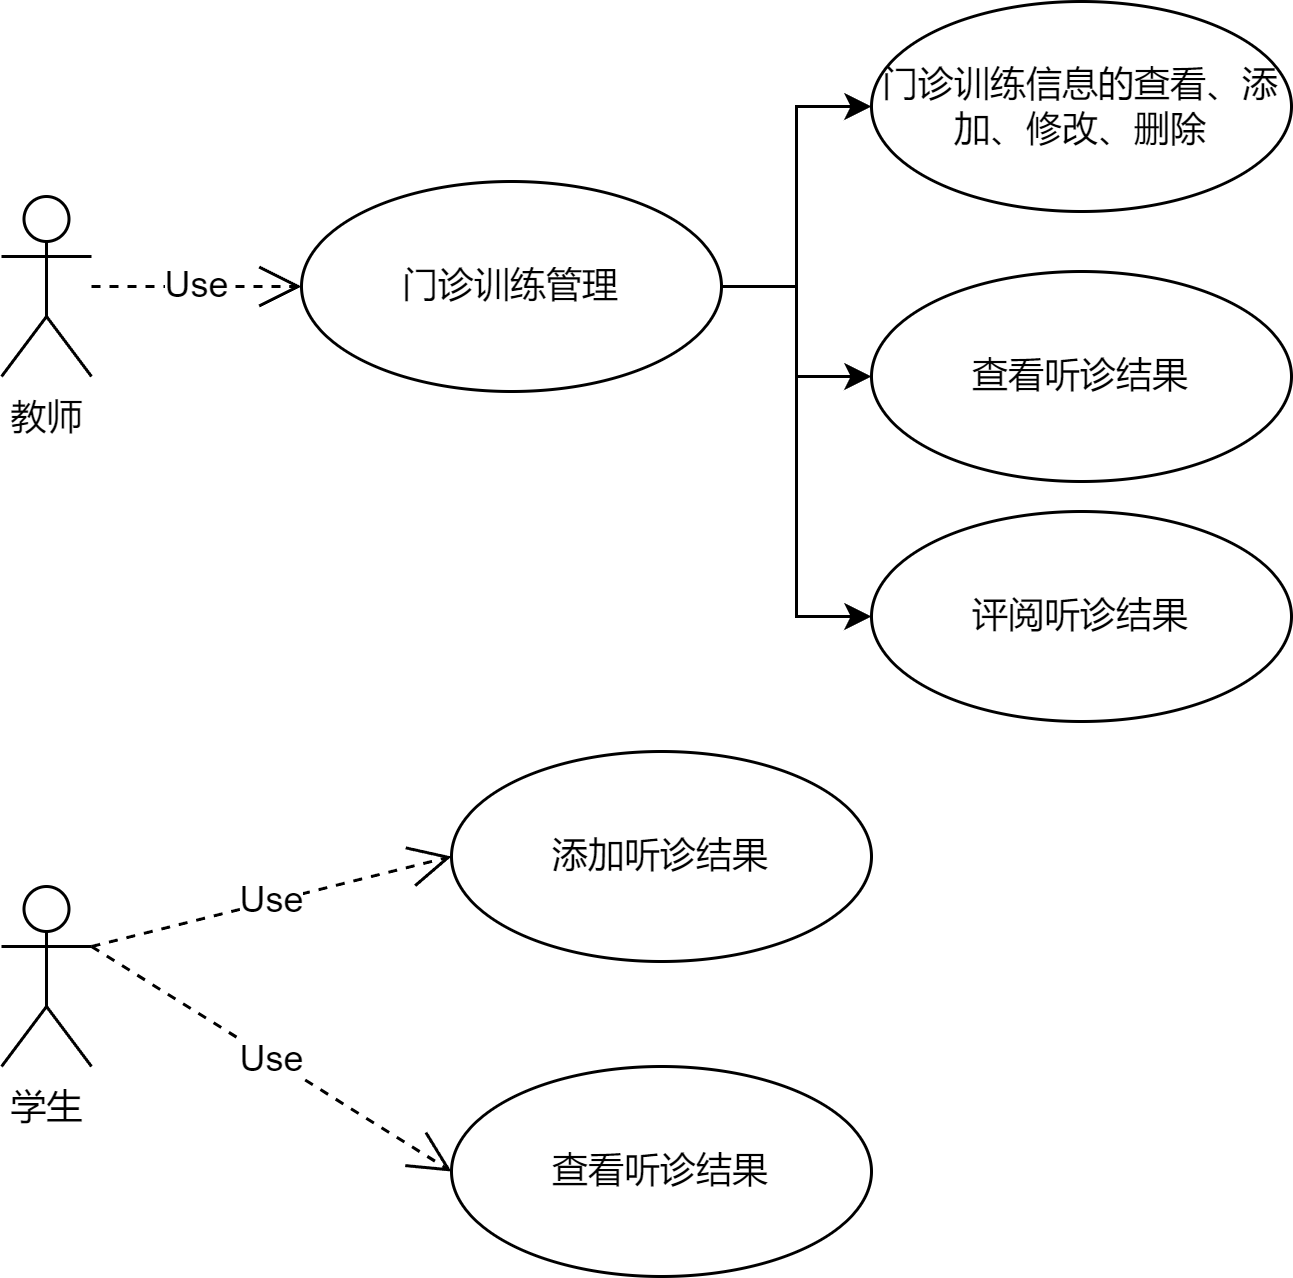 门诊训练信息的查看、添
加、修改、删除
Use
门诊训练管理
查看听诊结果
教师
评阅听诊结果
添加听诊结果
Use
Use
学生
查看听诊结果